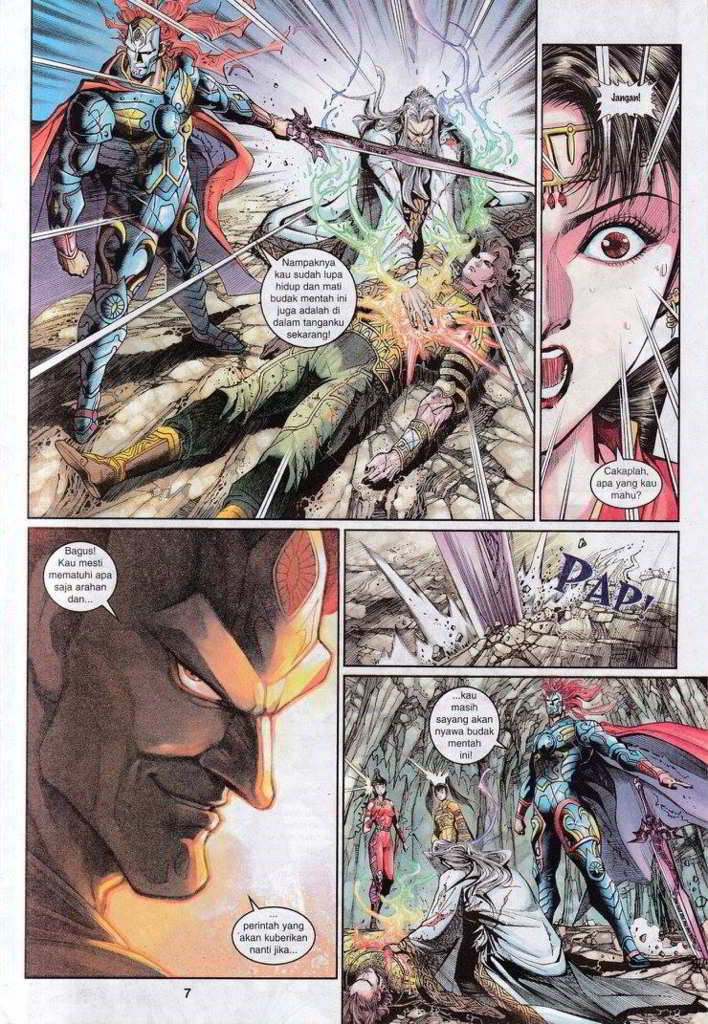 Nampaknya
kau sudah lupa
hidup dan mati
budak mentah ini
juga adalah di
dalam tanganku
sekarang!
Jangan!
Cakaplah,
apa yang kau
mahu?
Bagus!
Kau mesti
mematuhi apa
saja arahan
dan...
...
perintah yang
akan kuberikan
nanti jika...
PAP!
...kau
masih
sayang akan
nyawa budak
mentah
ini!
7